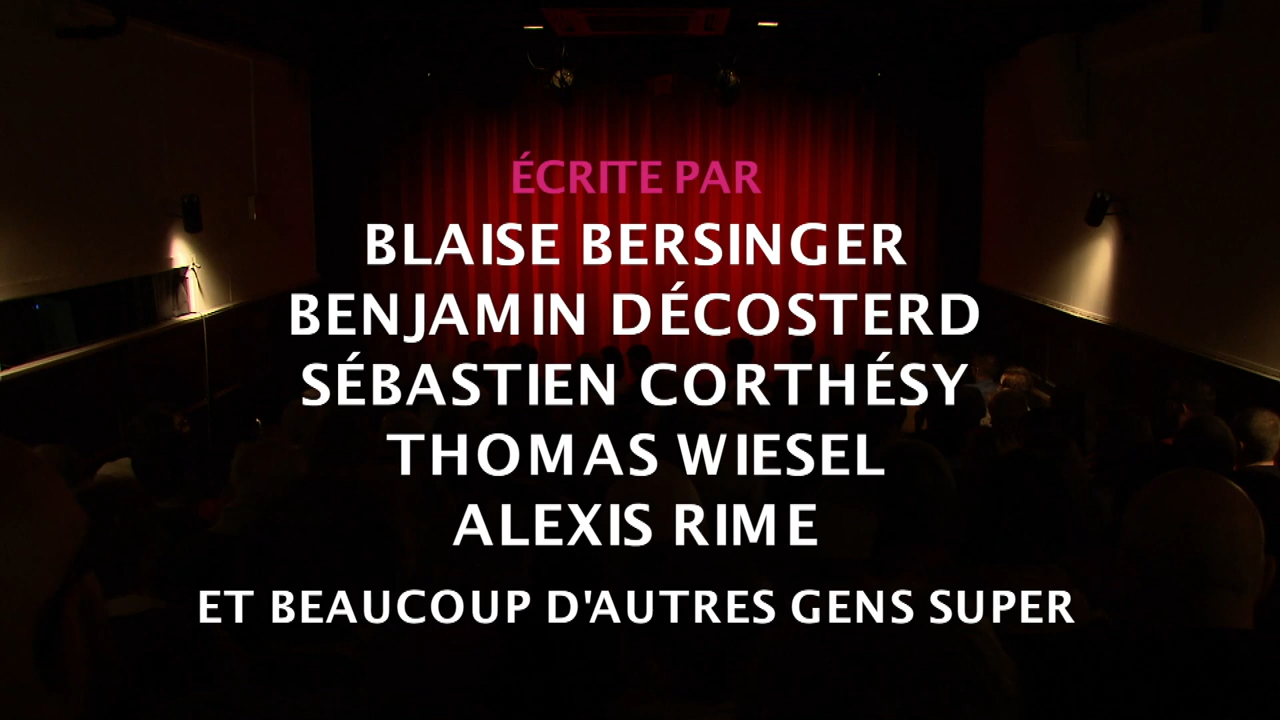 ÉCRITE PAR
BLAISE BERSINGER
BENJAMIN DÉCOSTERD
SÉBASTIEN CORTHÉSY
THOMAS WIESEL
ALEXIS RIME
ET BEAUCOUP D'AUTRES GENS SUPER